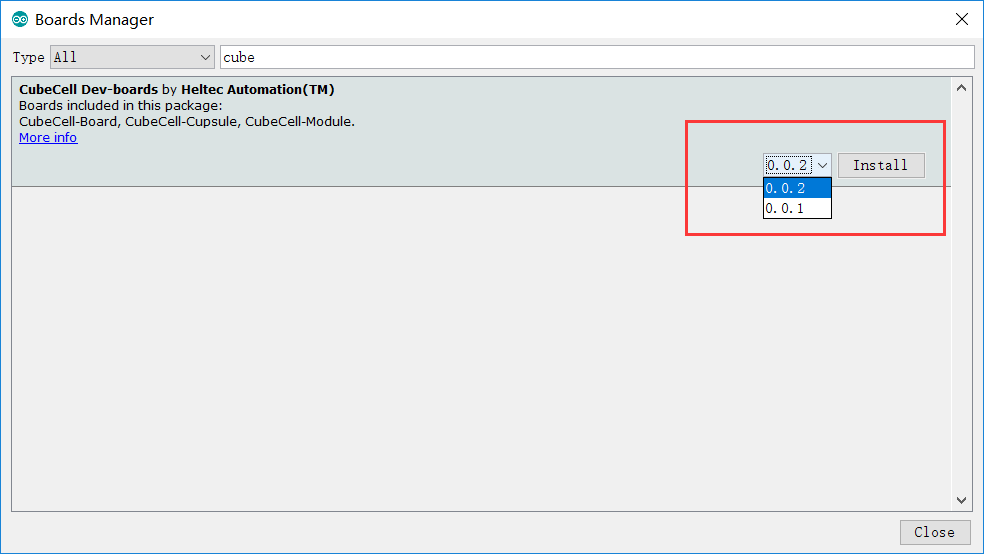 Boards Manager
Type All cube
CubeCell Dev-boards by Heltec Automation(TM)
Boards included in this package:
CubeCell-Board, CubeCell-Cupsule, CubeCell-Module.
More info
0.0.2 Install
0.0.2
0.0.1
Close